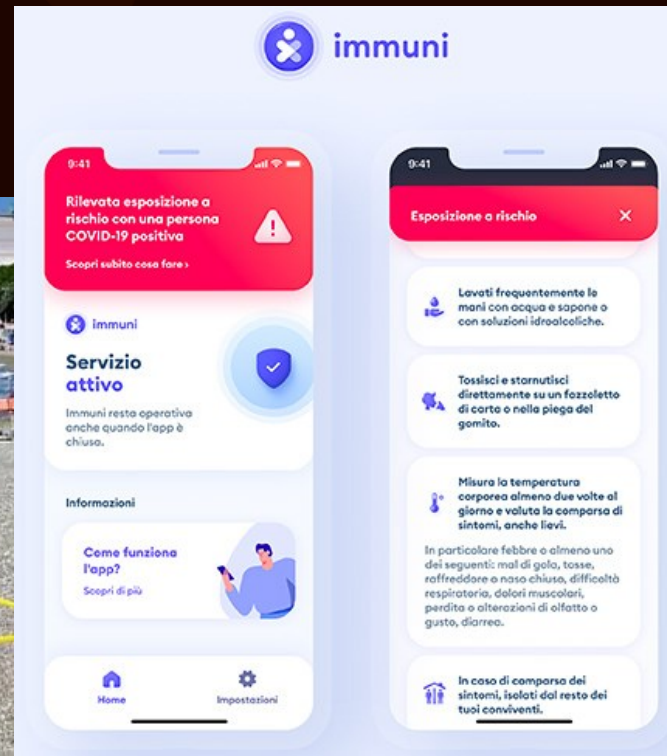 immuni
9:41
Rilevata esposizione a
rischio con una persona
COVID-19 positiva
Scopri subito cosa fare ›
immuni
Servizio
attivo
Immuni resta operativa
anche quando l'app è
chiusa.
Informazioni
Come funziona
l'app?
Scopri di più
Home
Impostazioni
9:41
Esposizione a rischio
Lavati frequentemente le
mani con acqua e sapone o
con soluzioni idroalcoliche.
Tossisci e starnutisci
direttamente su un fazzoletto
di carta o nella piega del
gomito.
Misura la temperatura
corporea almeno due volte al
giorno e valuta la comparsa di
sintomi, anche lievi.
In particolare febbre o almeno uno
dei seguenti: mal di gola, tosse,
raffreddore o naso chiuso, difficoltà
respiratoria, dolori muscolari,
perdita o alterazioni di olfatto o
gusto, diarrea.
In caso di comparsa dei
sintomi, isolati dal resto dei
tuoi conviventi.